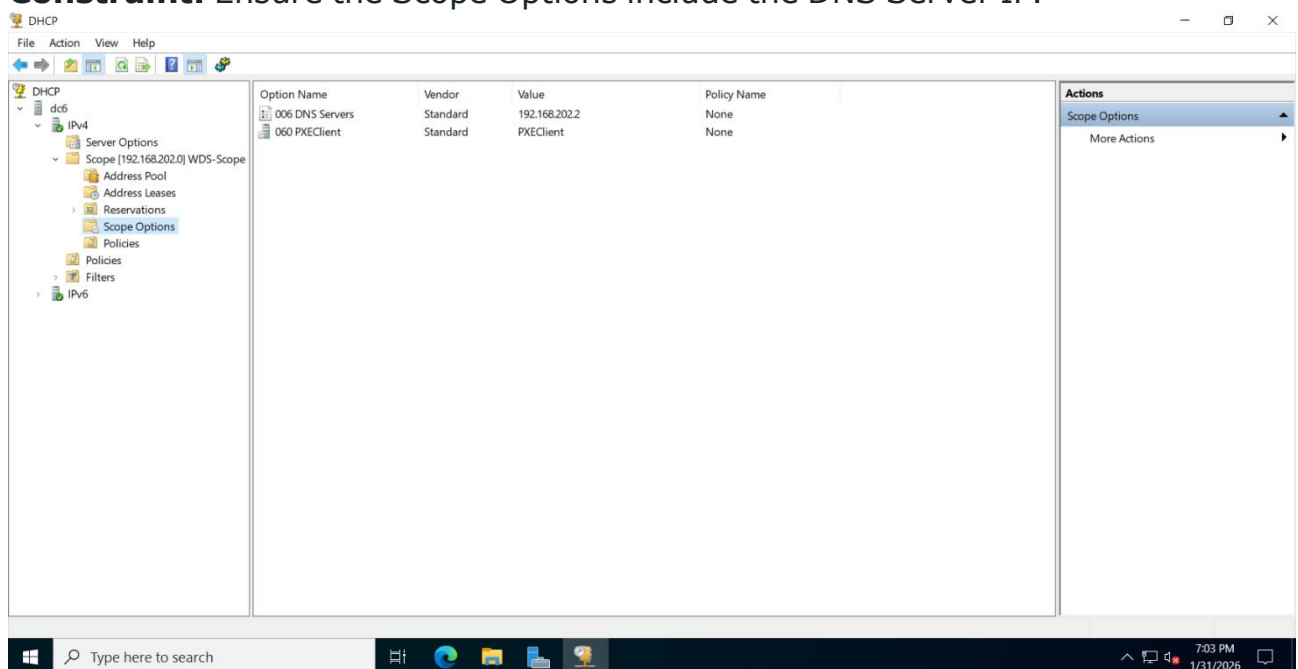 Constraint: Ensure the Scope Options include the DNS Server IP.
DHCP
File Action View Help
DHCP
dc6
IPv4
Server Options
Scope [192.168.202.0] WDS-Scope
Address Pool
Address Leases
Reservations
Scope Options
Policies
Policies
Filters
IPv6
Option Name Vendor Value Policy Name
006 DNS Servers Standard 192.168.202.2 None
060 PXEClient Standard PXEClient None
Actions
Scope Options
More Actions
Type here to search
7:03 PM
1/31/2026